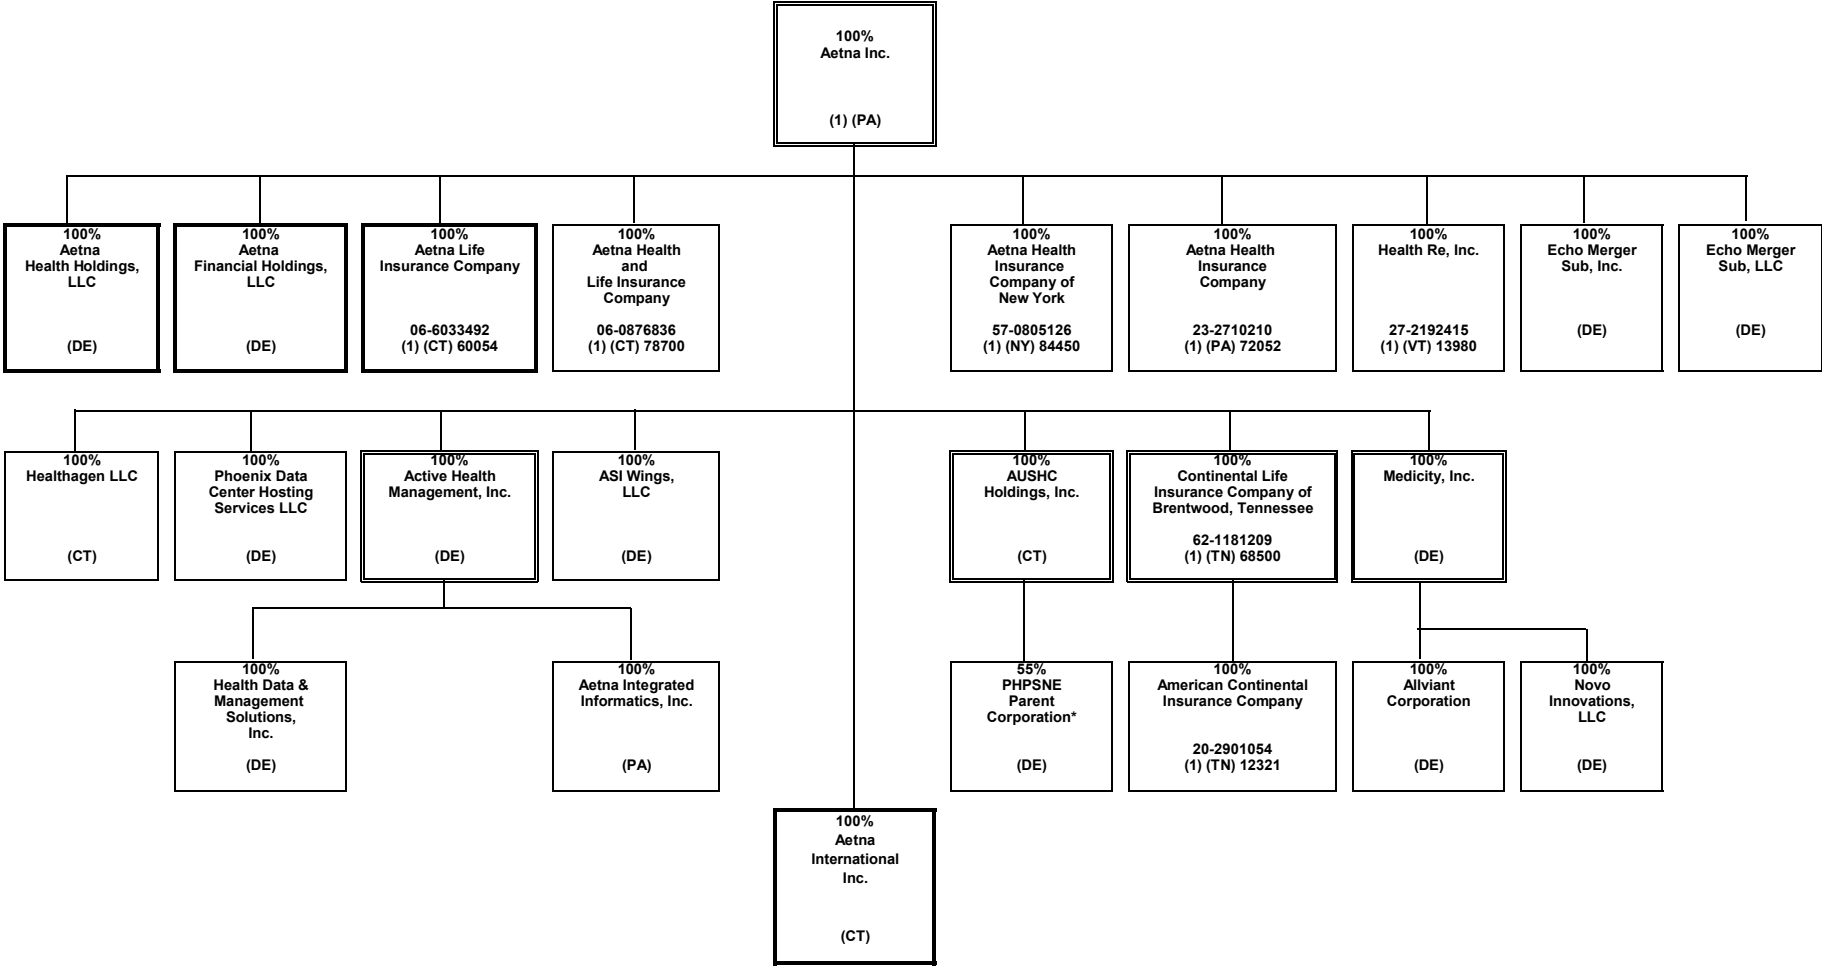 100%
Aetna Inc.
(1) (PA)
100%
Aetna
Health Holdings,
LLC
(DE)
100%
Aetna
Financial Holdings,
LLC
(DE)
100%
Aetna Life
Insurance Company
06-6033492
(1) (CT) 60054
100%
Aetna Health
and
Life Insurance
Company
06-0876836
(1) (CT) 78700
100%
Aetna Health
Insurance
Company of
New York
57-0805126
(1) (NY) 84450
100%
Aetna Health
Insurance
Company
23-2710210
(1) (PA) 72052
100%
Health Re, Inc.
27-2192415
(1) (VT) 13980
100%
Echo Merger
Sub, Inc.
(DE)
100%
Echo Merger
Sub, LLC
(DE)
100%
Healthagen LLC
(CT)
100%
Phoenix Data
Center Hosting
Services LLC
(DE)
100%
Active Health
Management, Inc.
(DE)
100%
ASI Wings,
LLC
(DE)
100%
AUSHC
Holdings, Inc.
(CT)
100%
Continental Life
Insurance Company of
Brentwood, Tennessee
62-1181209
(1) (TN) 68500
100%
Medicity, Inc.
(DE)
100%
Health Data &
Management
Solutions,
Inc.
(DE)
100%
Aetna Integrated
Informatics, Inc.
(PA)
55%
PHPSNE
Parent
Corporation*
(DE)
100%
American Continental
Insurance Company
20-2901054
(1) (TN) 12321
100%
Allviant
Corporation
(DE)
100%
Novo
Innovations,
LLC
(DE)
100%
Aetna
International
Inc.
(CT)